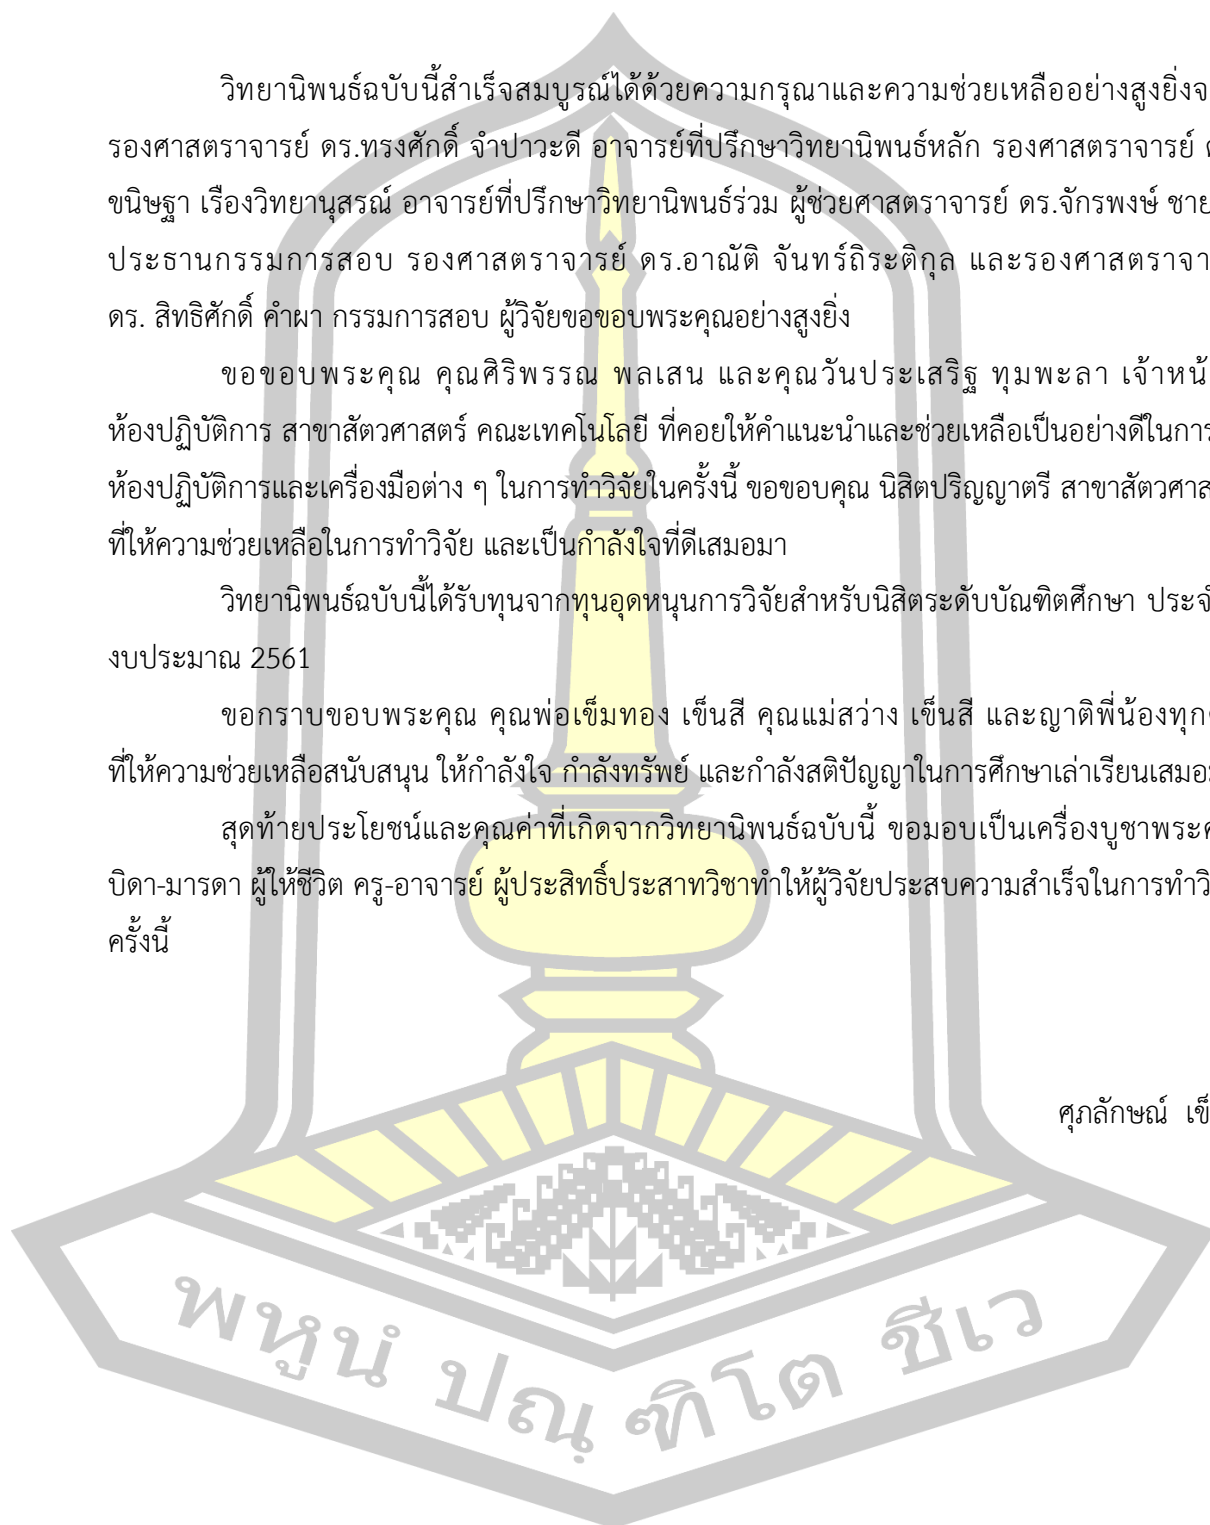 วิทยานิพนธ์ฉบับนี้สำเร็จสมบูรณ์ได้ด้วยความกรุณาและความช่วยเหลืออย่างสูงยิ่งจ
รองศาสตราจารย์ ดร.ทรงศักดิ์ จำปาวะดี อาจารย์ที่ปรึกษาวิทยานิพนธ์หลัก รองศาสตราจารย์
ขนิษฐา เรืองวิทยานุสรณ์ อาจารย์ที่ปรึกษาวิทยานิพนธ์ร่วม ผู้ช่วยศาสตราจารย์ ดร.จักรพงษ์ ชาย
ประธานกรรมการสอบ รองศาสตราจารย์ ดร.อาณัติ จันทร์ถิระติกุล และรองศาสตราจา
ดร. สิทธิศักดิ์ คำผา กรรมการสอบ ผู้วิจัยขอขอบพระคุณอย่างสูงยิ่ง
ขอขอบพระคุณ คุณศิริพรรณ พลเสน และคุณวันประเสริฐ ทุมพะลา เจ้าหน้
ห้องปฏิบัติการ สาขาสัตวศาสตร์ คณะเทคโนโลยี ที่คอยให้คำแนะนำและช่วยเหลือเป็นอย่างดีในการ
ห้องปฏิบัติการและเครื่องมือต่าง ๆ ในการทำวิจัยในครั้งนี้ ขอขอบคุณ นิสิตปริญญาตรี สาขาสัตวศาส
ที่ให้ความช่วยเหลือในการทำวิจัย และเป็นกำลังใจที่ดีเสมอมา
วิทยานิพนธ์ฉบับนี้ได้รับทุนจากทุนอุดหนุนการวิจัยสำหรับนิสิตระดับบัณฑิตศึกษา ประจ
งบประมาณ 2561
ขอกราบขอบพระคุณ คุณพ่อเข็มทอง เข็นสี คุณแม่สว่าง เข็นสี และญาติพี่น้องทุก
ที่ให้ความช่วยเหลือสนับสนุน ให้กำลังใจ กำลังทรัพย์ และกำลังสติปัญญาในการศึกษาเล่าเรียนเสมอ
สุดท้ายประโยชน์และคุณค่าที่เกิดจากวิทยานิพนธ์ฉบับนี้ ขอมอบเป็นเครื่องบูชาพระค
บิดา-มารดา ผู้ให้ชีวิต ครู-อาจารย์ ผู้ประสิทธิ์ประสาทวิชาทำให้ผู้วิจัยประสบความสำเร็จในการทำวิ
ครั้งนี้
ศุภลักษณ์ เข็
พหูนํ ปณฺฑิโต ชีเว